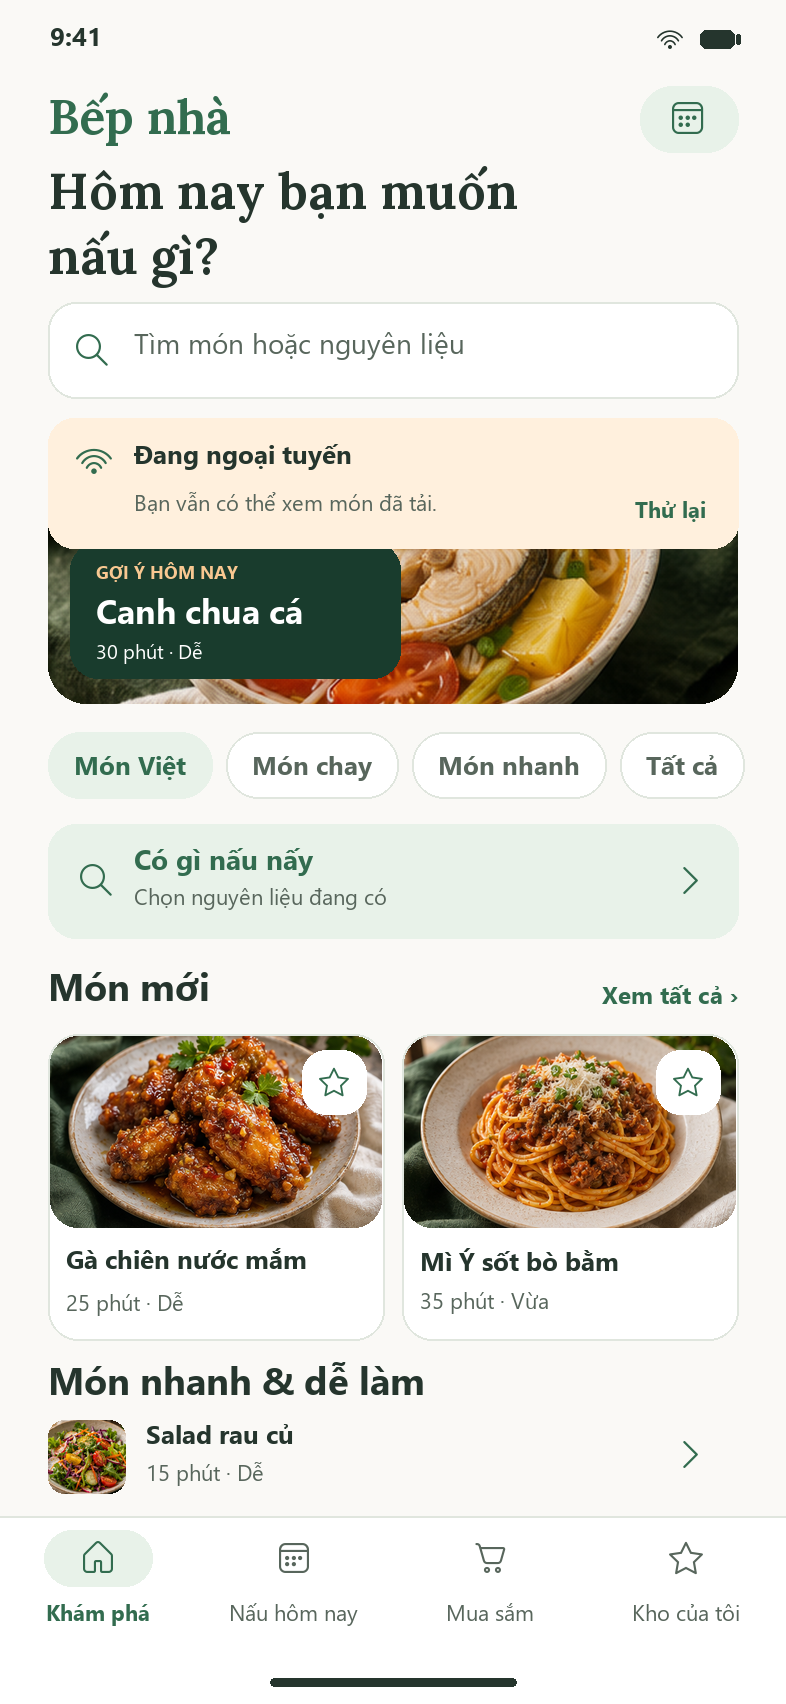 9:41
Bếp nhà
Hôm nay bạn muốn
nấu gì?
Tìm món hoặc nguyên liệu
Đang ngoại tuyến
Bạn vẫn có thể xem món đã tải.
Thử lại
GỢI Ý HÔM NAY
Canh chua cá
30 phút · Dễ
Món Việt
Món chay
Món nhanh
Tất cả
Có gì nấu nấy
Chọn nguyên liệu đang có
Món mới
Xem tất cả ›
Gà chiên nước mắm
25 phút · Dễ
Mì Ý sốt bò bằm
35 phút · Vừa
Món nhanh & dễ làm
Salad rau củ
15 phút · Dễ
Khám phá
Nấu hôm nay
Mua sắm
Kho của tôi